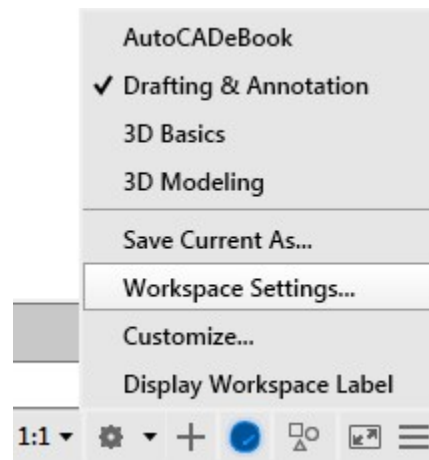 AutoCADeBook
Drafting & Annotation
3D Basics
3D Modeling
Save Current As...
Workspace Settings...
Customize...
Display Workspace Label
1:1